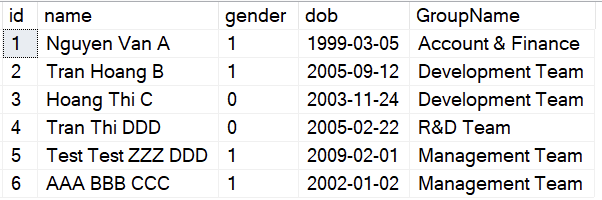 id name gender dob GroupName
1 Nguyen Van A 1 1999-03-05 Account & Finance
2 Tran Hoang B 1 2005-09-12 Development Team
3 Hoang Thi C 0 2003-11-24 Development Team
4 Tran Thi DDD 0 2005-02-22 R&D Team
5 Test Test ZZZ DDD 1 2009-02-01 Management Team
6 AAA BBB CCC 1 2002-01-02 Management Team